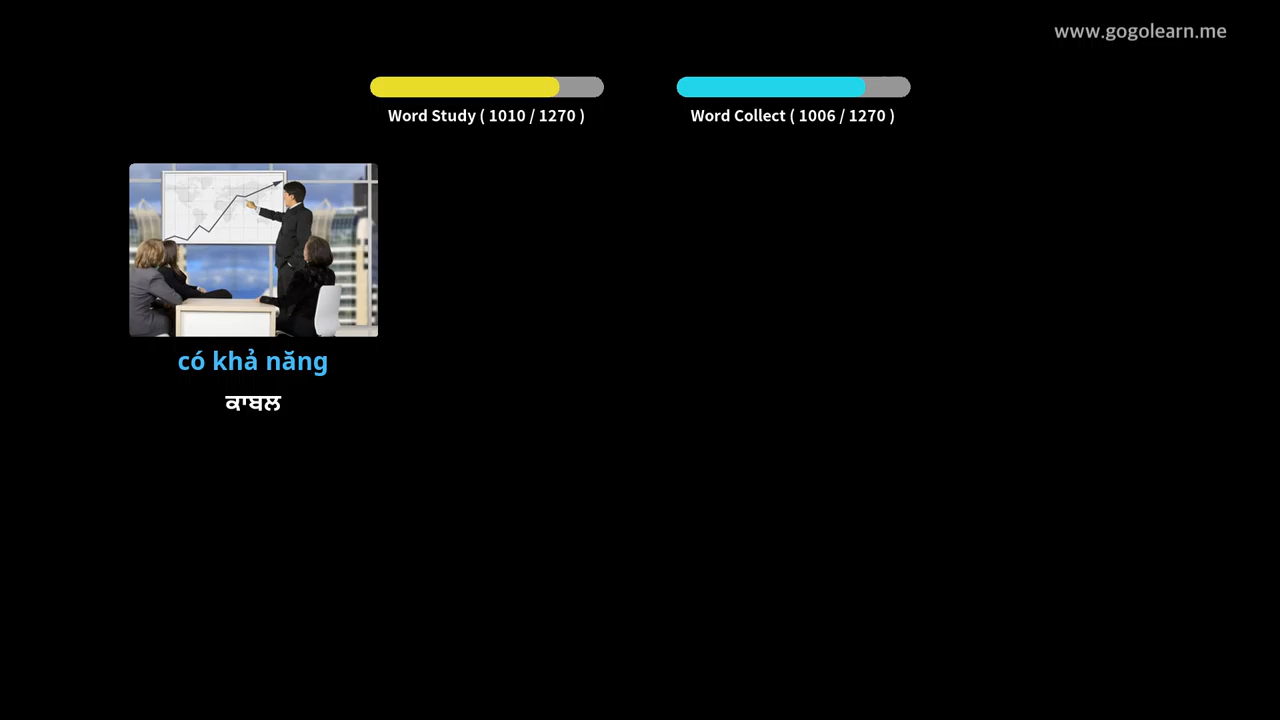 www.gogolearn.me
Word Study ( 1010 / 1270 )
Word Collect ( 1006 / 1270 )
có khả năng
ਕਾਬਲ